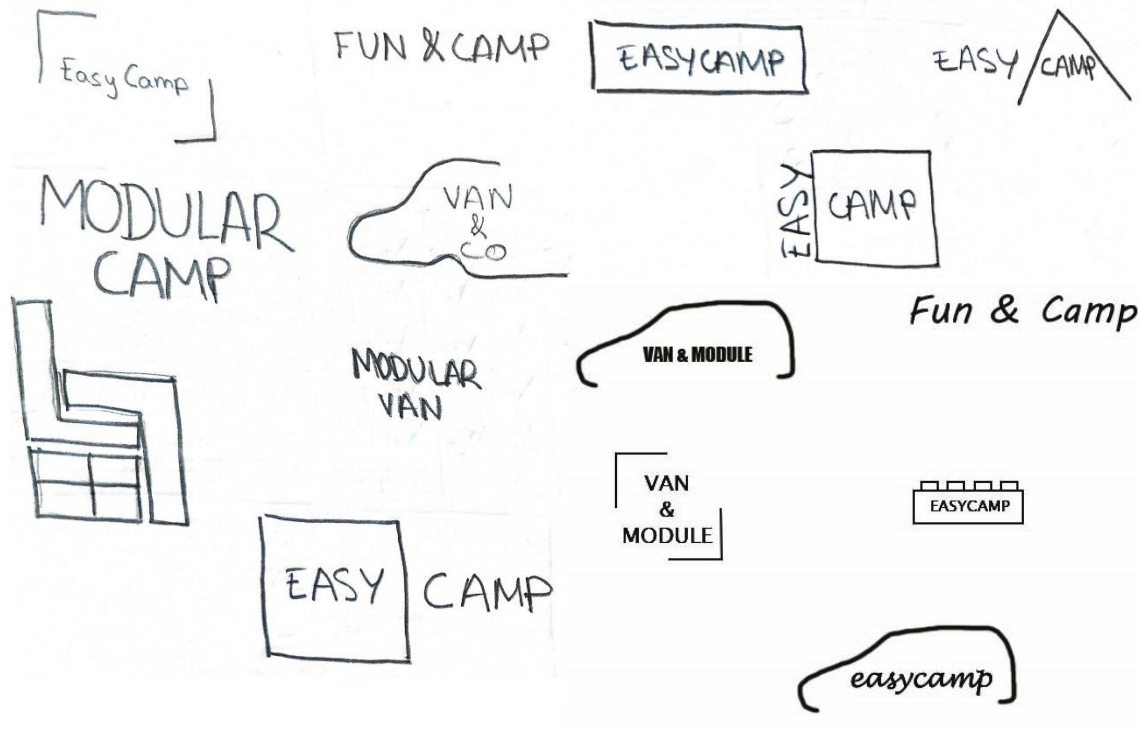 Easy Camp
FUN & CAMP
EASYCAMP
EASY CAMP
MODULAR
CAMP
VAN
&
CO
EASY
CAMP
VAN & MODULE
Fun & Camp
MODULAR
VAN
VAN
&
MODULE
EASYCAMP
EASY CAMP
easycamp